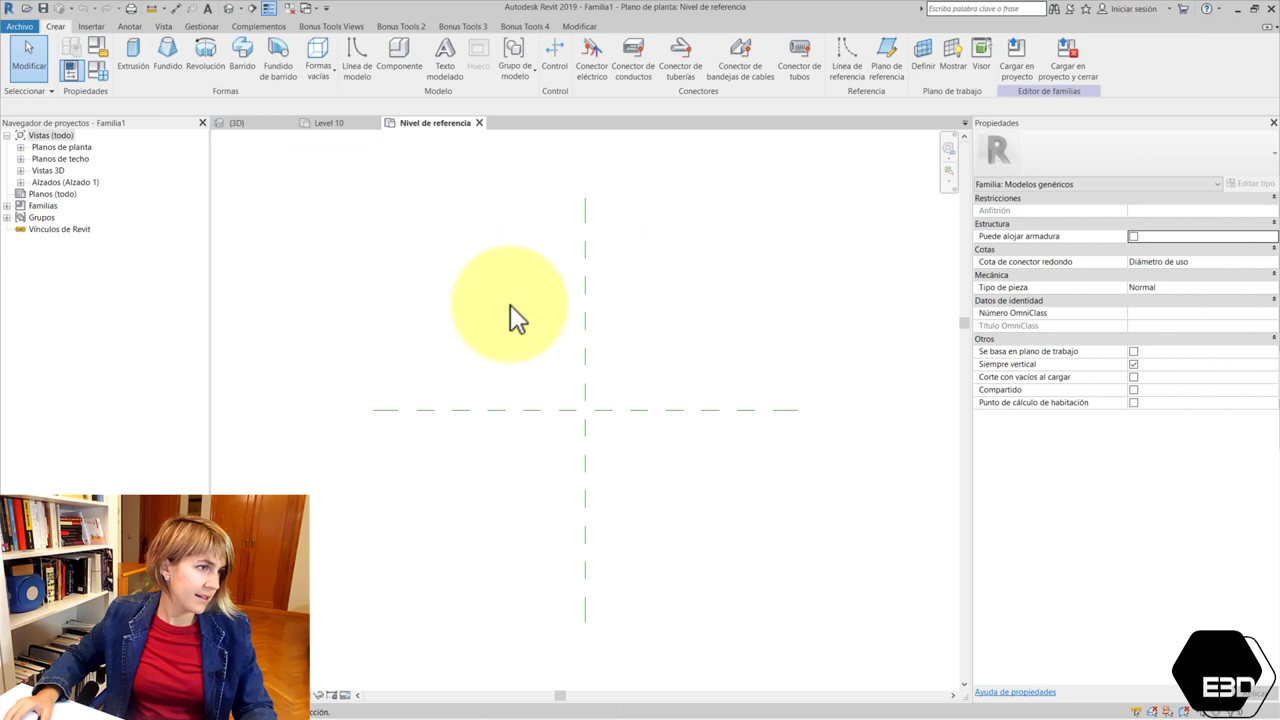 Autodesk Revit 2019 - Familia1 - Plano de planta: Nivel de referencia
Escriba palabra clave o frase
Iniciar sesión
Archivo Crear Insertar Anotar Vista Gestionar Complementos Bonus Tools Views Bonus Tools 2 Bonus Tools 3 Bonus Tools 4 Modificar
Modificar
Extrusión Fundido Revolución Barrido Fundido de barrido Formas vacías
Línea de modelo Componente Texto modelado Hueco Grupo de modelo
Control
Conector eléctrico Conector de conductos Conector de tuberías Conector de bandejas de cables Conector de tubos
Línea de referencia Plano de referencia
Definir Mostrar Visor
Cargar en proyecto Cargar en proyecto y cerrar
Seleccionar Propiedades Formas Modelo Control Conectores Referencia Plano de trabajo Editor de familias
Navegador de proyectos - Familia1
Vistas (todo)
Planos de planta
Planos de techo
Vistas 3D
Alzados (Alzado 1)
Planos (todo)
Familias
Grupos
Vínculos de Revit
{3D} Level 10 Nivel de referencia
Propiedades
R
Familia: Modelos genéricos
Editar tipo
Restricciones
Anfitrión
Estructura
Puede alojar armadura
Cotas
Cota de conector redondo Diámetro de uso
Mecánica
Tipo de pieza Normal
Datos de identidad
Número OmniClass
Título OmniClass
Otros
Se basa en plano de trabajo
Siempre vertical
Corte con vacíos al cargar
Compartido
Punto de cálculo de habitación
Ayuda de propiedades
E3D